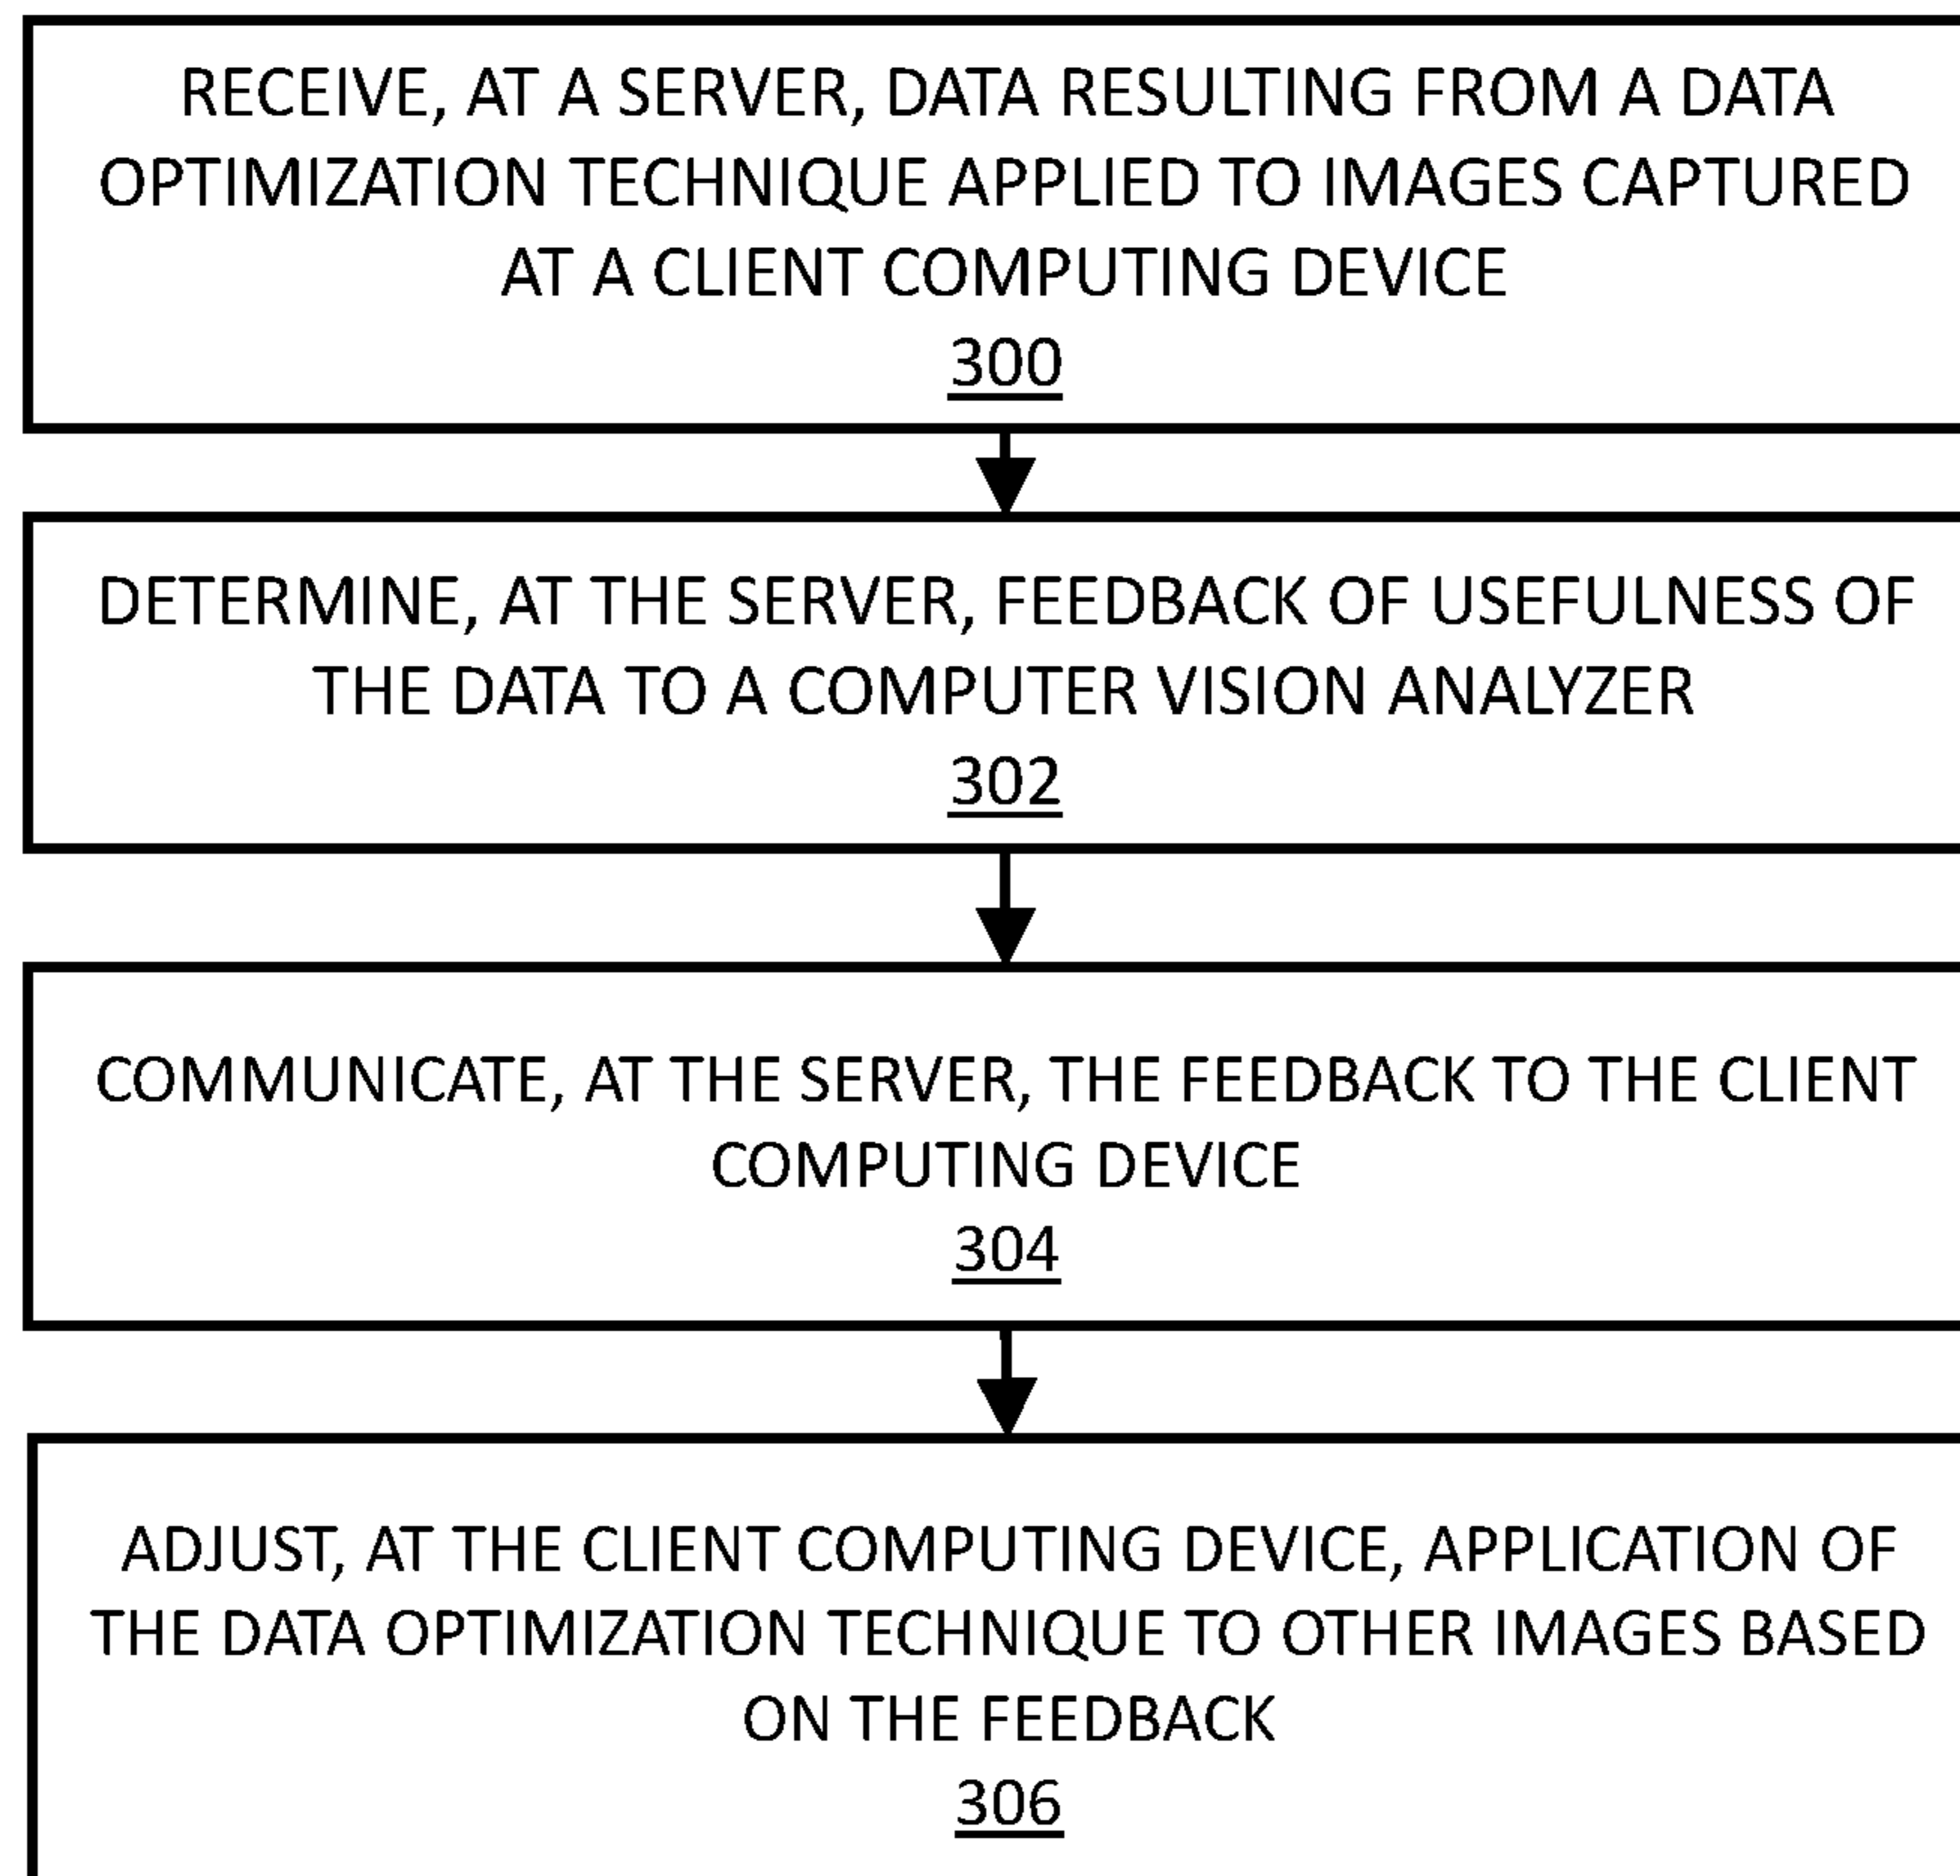 RECEIVE, AT A SERVER, DATA RESULTING FROM A DATA
OPTIMIZATION TECHNIQUE APPLIED TO IMAGES CAPTURED
AT A CLIENT COMPUTING DEVICE
300
DETERMINE, AT THE SERVER, FEEDBACK OF USEFULNESS OF
THE DATA TO A COMPUTER VISION ANALYZER
302
COMMUNICATE, AT THE SERVER, THE FEEDBACK TO THE CLIENT
COMPUTING DEVICE
304
ADJUST, AT THE CLIENT COMPUTING DEVICE, APPLICATION OF
THE DATA OPTIMIZATION TECHNIQUE TO OTHER IMAGES BASED
ON THE FEEDBACK
306